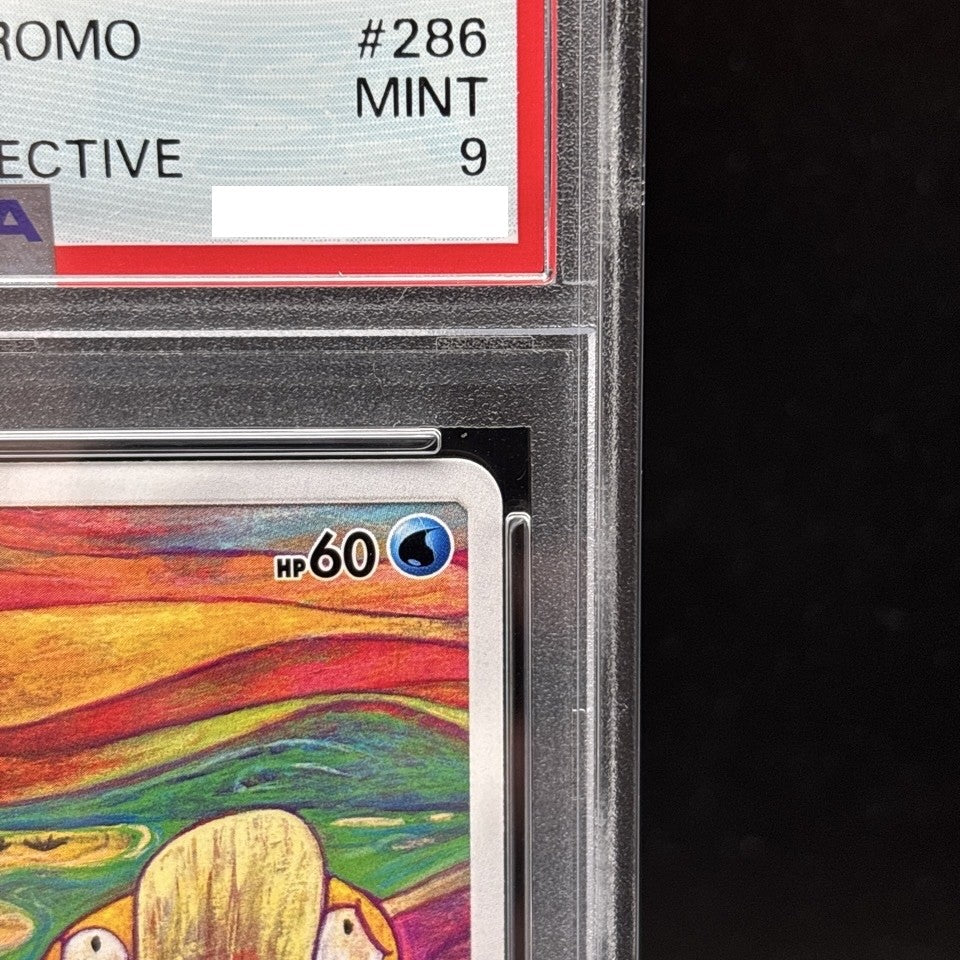 ROMO #286
MINT
ECTIVE 9
A
HP60